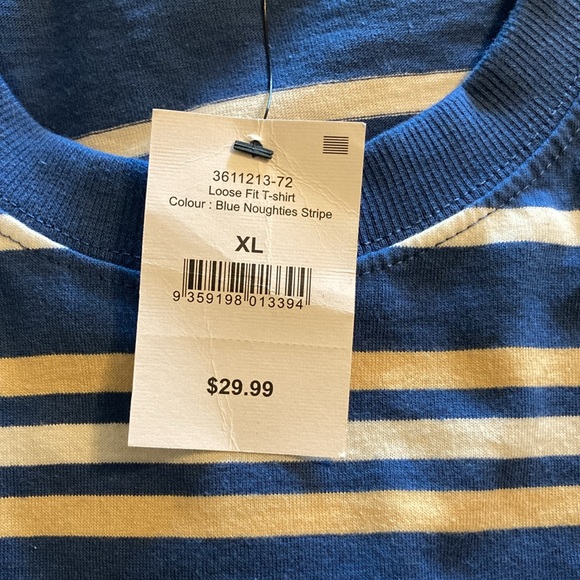 3611213-72
Loose Fit T-shirt
Colour : Blue Noughties Stripe
XL
9 359198 013394
$29.99